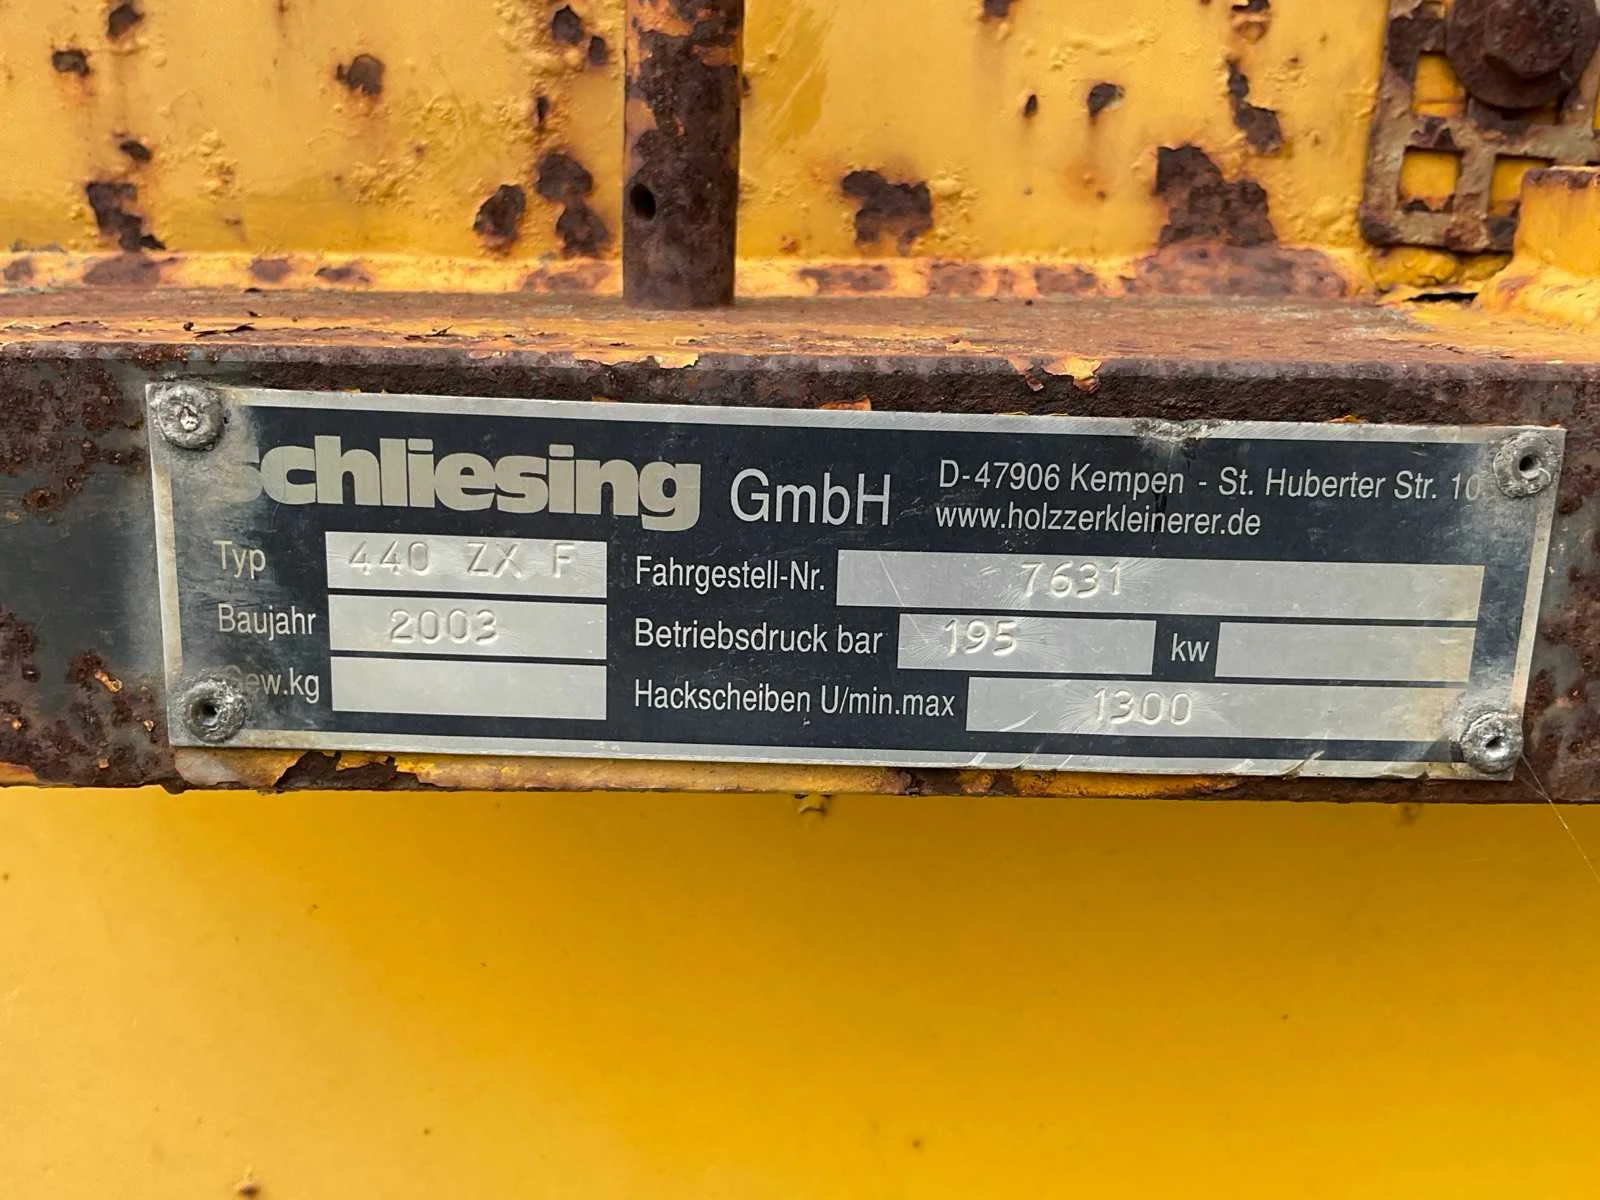 schliesing GmbH D-47906 Kempen - St. Huberter Str. 10
www.holzzerkleinerer.de
Typ 440 ZX F Fahrgestell-Nr. 7631
Baujahr 2003 Betriebsdruck bar 195 kw
Gew.kg Hackscheiben U/min.max 1300